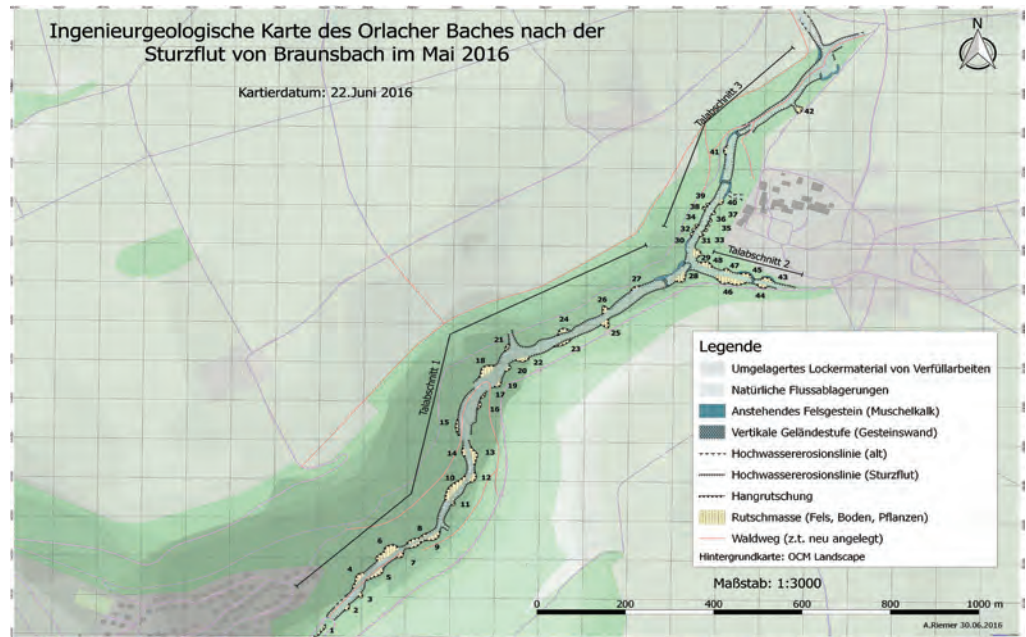 Ingenieurgeologische Karte des Orlacher Baches nach der
Sturzflut von Braunsbach im Mai 2016
Kartierdatum: 22.Juni 2016
N
Talabschnitt 3
42
41
39
38
40
37
34
36
35
32
33
30
31
29
Talabschnitt 2
48
47
45
43
46
44
28
27
26
25
24
23
22
21
20
19
18
17
16
Talabschnitt 1
15
14
13
12
10
11
8
9
6
7
4
5
3
2
1
Legende
Umgelagertes Lockermaterial von Verfüllarbeiten
Natürliche Flussablagerungen
Anstehendes Felsgestein (Muschelkalk)
Vertikale Geländestufe (Gesteinswand)
Hochwassererosionslinie (alt)
Hochwassererosionslinie (Sturzflut)
Hangrutschung
Rutschmasse (Fels, Boden, Pflanzen)
Waldweg (z.t. neu angelegt)
Hintergrundkarte: OCM Landscape
Maßstab: 1:3000
0 200 400 600 800 1000 m
A.Riemer 30.06.2016